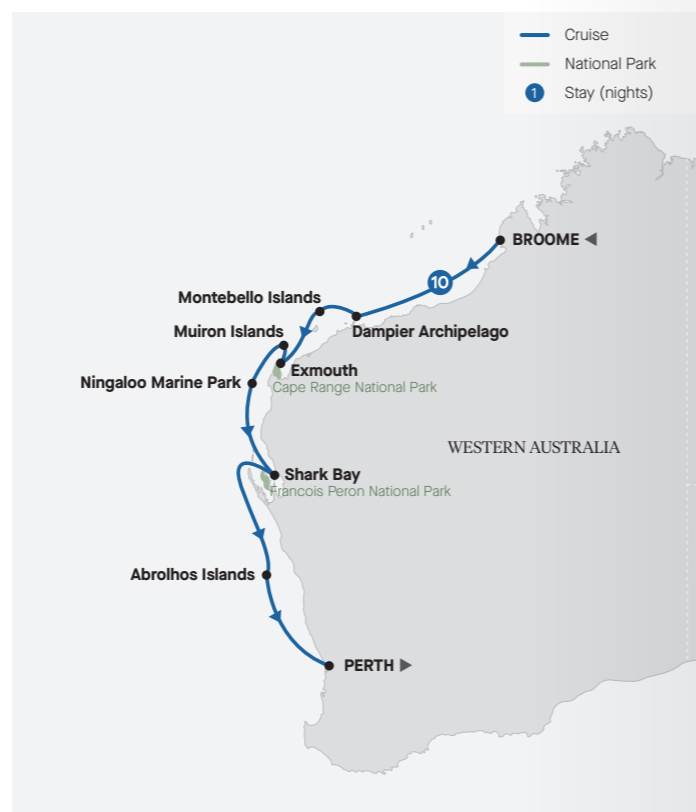 Cruise
National Park
1 Stay (nights)
BROOME
10
Montebello Islands
Dampier Archipelago
Muiron Islands
Exmouth
Ningaloo Marine Park
Cape Range National Park
WESTERN AUSTRALIA
Shark Bay
Francois Peron National Park
Abrolhos Islands
PERTH